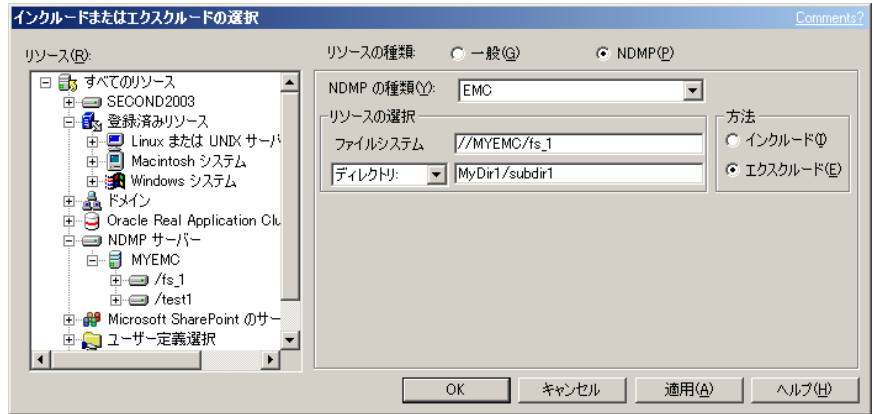 インクルードまたはエクスクルードの選択
Comments?
リソース(R):
すべてのリソース
SECOND2003
登録済みリソース
Linux または UNIX サーバ
Macintosh システム
Windows システム
ドメイン
Oracle Real Application Clu
NDMP サーバー
MYEMC
/fs_1
/test1
Microsoft SharePoint のサー
ユーザー定義選択
リソースの種類:
一般(G)
NDMP(P)
NDMP の種類(Y):
EMC
リソースの選択
ファイルシステム
//MYEMC/fs_1
ディレクトリ:
MyDir1/subdir1
方法
インクルード(I)
エクスクルード(E)
OK
キャンセル
適用(A)
ヘルプ(H)